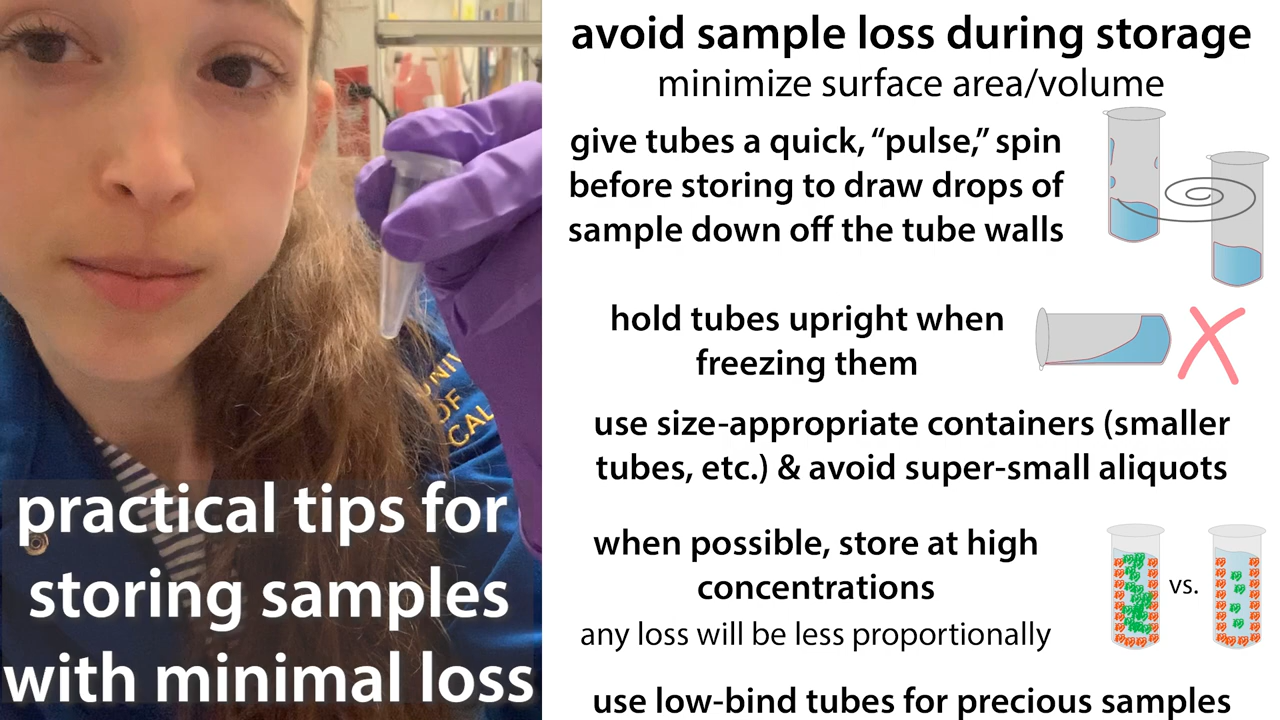 avoid sample loss during storage
minimize surface area/volume
give tubes a quick, “pulse,” spin
before storing to draw drops of
sample down off the tube walls
hold tubes upright when
freezing them
use size-appropriate containers (smaller
tubes, etc.) & avoid super-small aliquots
when possible, store at high
concentrations
vs.
any loss will be less proportionally
use low-bind tubes for precious samples
UNIV
OF
CAL
practical tips for
storing samples
with minimal loss